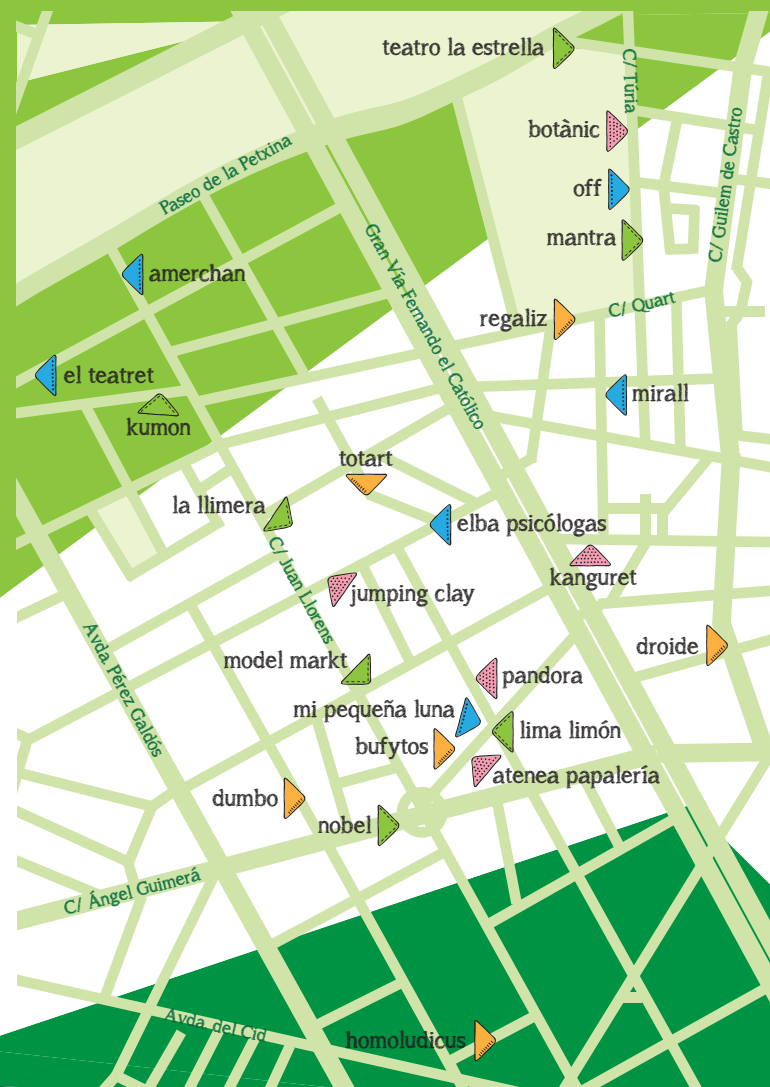 teatro la estrella
C/ Túria
botànic
C/ Guilem de Castro
Paseo de la Petxina
off
mantra
Gran Vía Fernando el Católico
amerchan
C/ Quart
regaliz
el teatret
mirall
kumon
totart
la llimera
elba psicólogas
C/ Juan Llorens
kanguret
jumping clay
Avda. Pérez Galdós
droide
model markt
pandora
mi pequeña luna
lima limón
bufytos
atenea papalería
dumbo
nobel
C/ Ángel Guimerá
Avda. del Cid
homoludicus